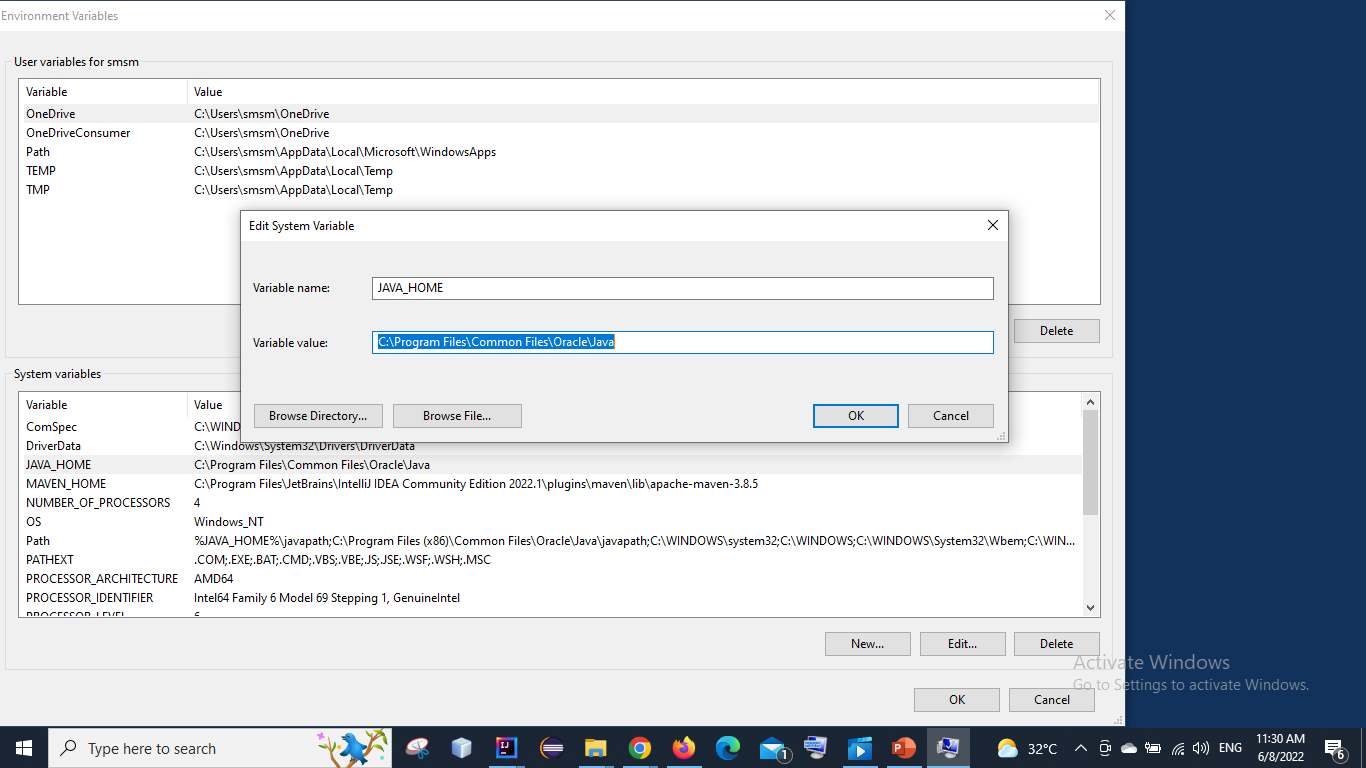 Environment Variables
User variables for smsm
Variable Value
OneDrive C:\Users\smsm\OneDrive
OneDriveConsumer C:\Users\smsm\OneDrive
Path C:\Users\smsm\AppData\Local\Microsoft\WindowsApps
TEMP C:\Users\smsm\AppData\Local\Temp
TMP C:\Users\smsm\AppData\Local\Temp
Edit System Variable
Variable name: JAVA_HOME
Variable value: C:\Program Files\Common Files\Oracle\Java
Browse Directory... Browse File... OK Cancel
Delete
System variables
Variable Value
ComSpec C:\WIND
DriverData C:\Windows\System32\Drivers\DriverData
JAVA_HOME C:\Program Files\Common Files\Oracle\Java
MAVEN_HOME C:\Program Files\JetBrains\IntelliJ IDEA Community Edition 2022.1\plugins\maven\lib\apache-maven-3.8.5
NUMBER_OF_PROCESSORS 4
OS Windows_NT
Path %JAVA_HOME%\javapath;C:\Program Files (x86)\Common Files\Oracle\Java\javapath;C:\WINDOWS\system32;C:\WINDOWS;C:\WINDOWS\System32\Wbem;C:\WIN...
PATHEXT .COM;.EXE;.BAT;.CMD;.VBS;.VBE;.JS;.JSE;.WSF;.WSH;.MSC
PROCESSOR_ARCHITECTURE AMD64
PROCESSOR_IDENTIFIER Intel64 Family 6 Model 69 Stepping 1, GenuineIntel
PROCESSOR_LEVEL 6
New... Edit... Delete
OK Cancel
Activate Windows
Go to Settings to activate Windows.
Type here to search
IJ
1
32°C
ENG
11:30 AM
6/8/2022
6